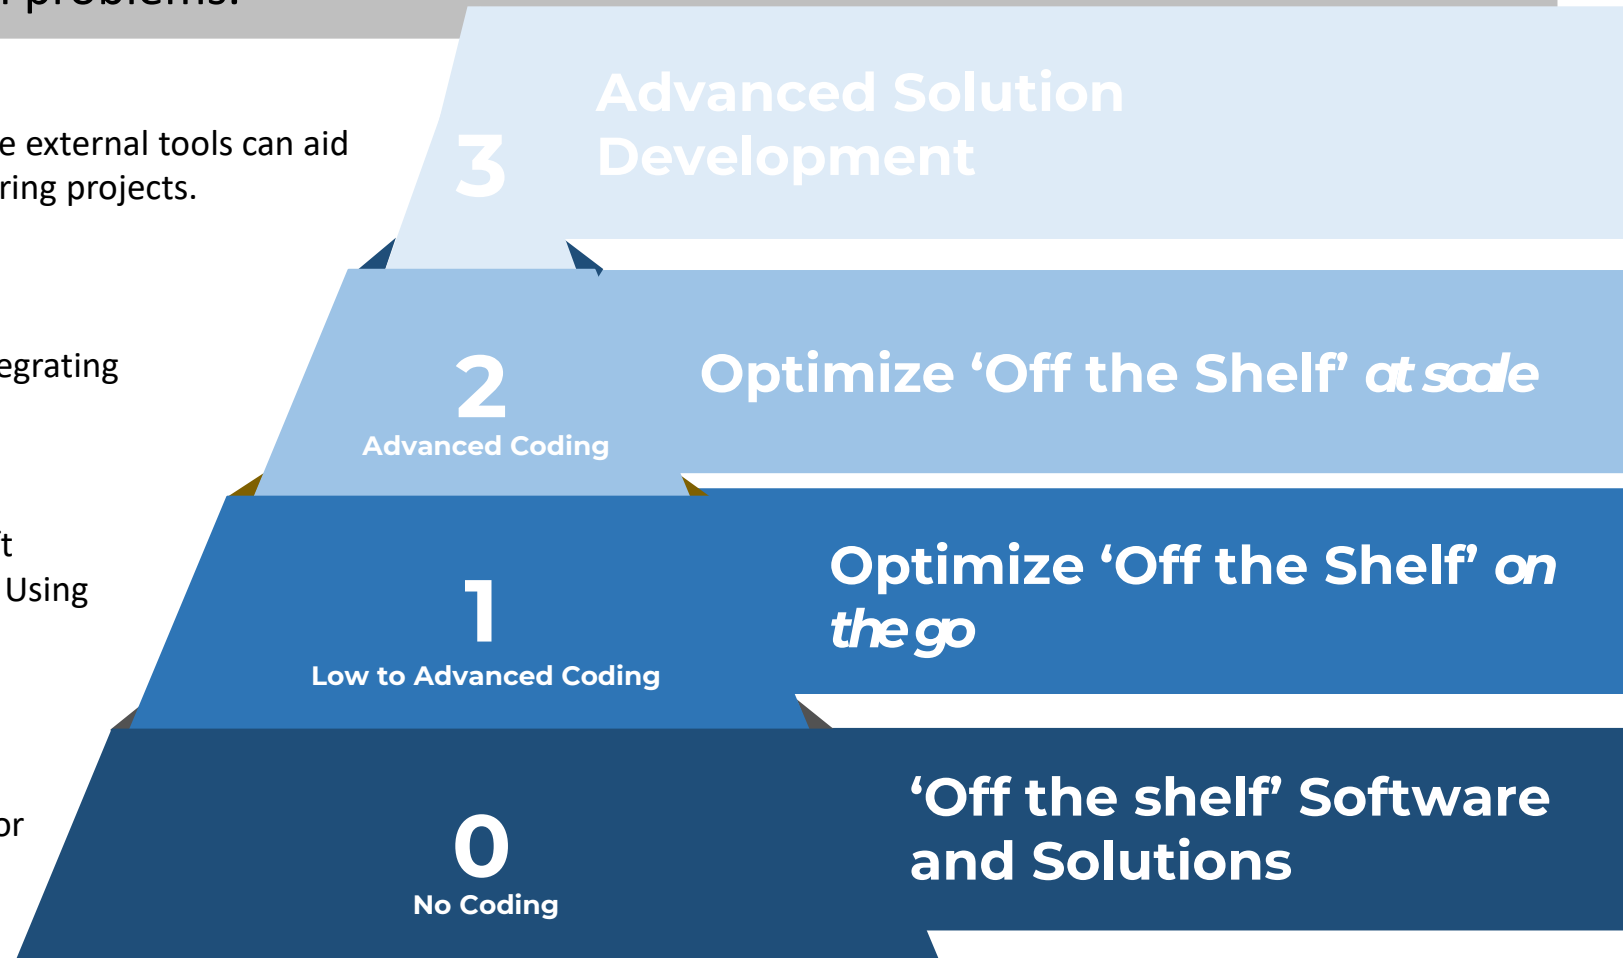 problems.
Advanced Solution
Development
3
e external tools can aid
ring projects.
egrating
2
Advanced Coding
Optimize ‘Off the Shelf’ at scale
t
Using
1
Low to Advanced Coding
Optimize ‘Off the Shelf’ on
the go
or
0
No Coding
‘Off the shelf’ Software
and Solutions